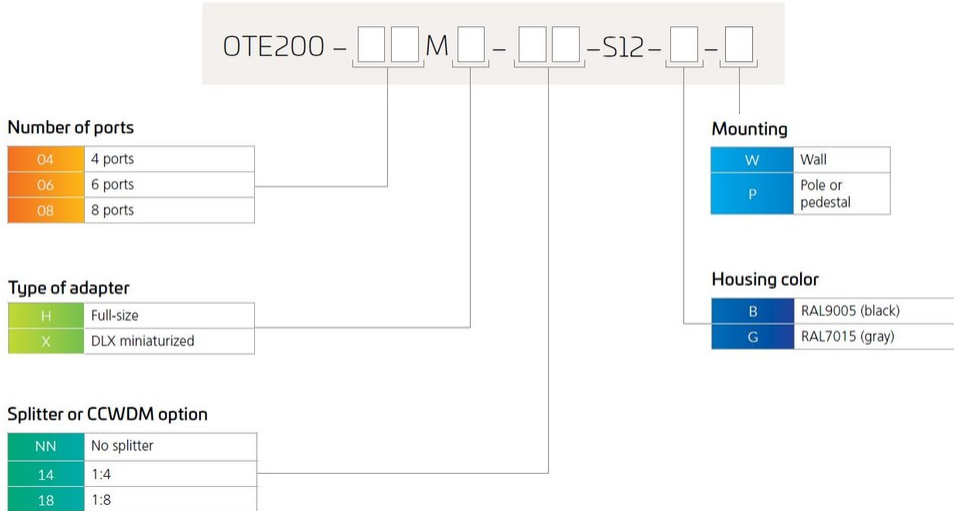 OTE200 – M – –S12– –
Number of ports
04 4 ports
06 6 ports
08 8 ports
Type of adapter
H Full-size
X DLX miniaturized
Splitter or CCWDM option
NN No splitter
14 1:4
18 1:8
Mounting
W Wall
P Pole or
pedestal
Housing color
B RAL9005 (black)
G RAL7015 (gray)